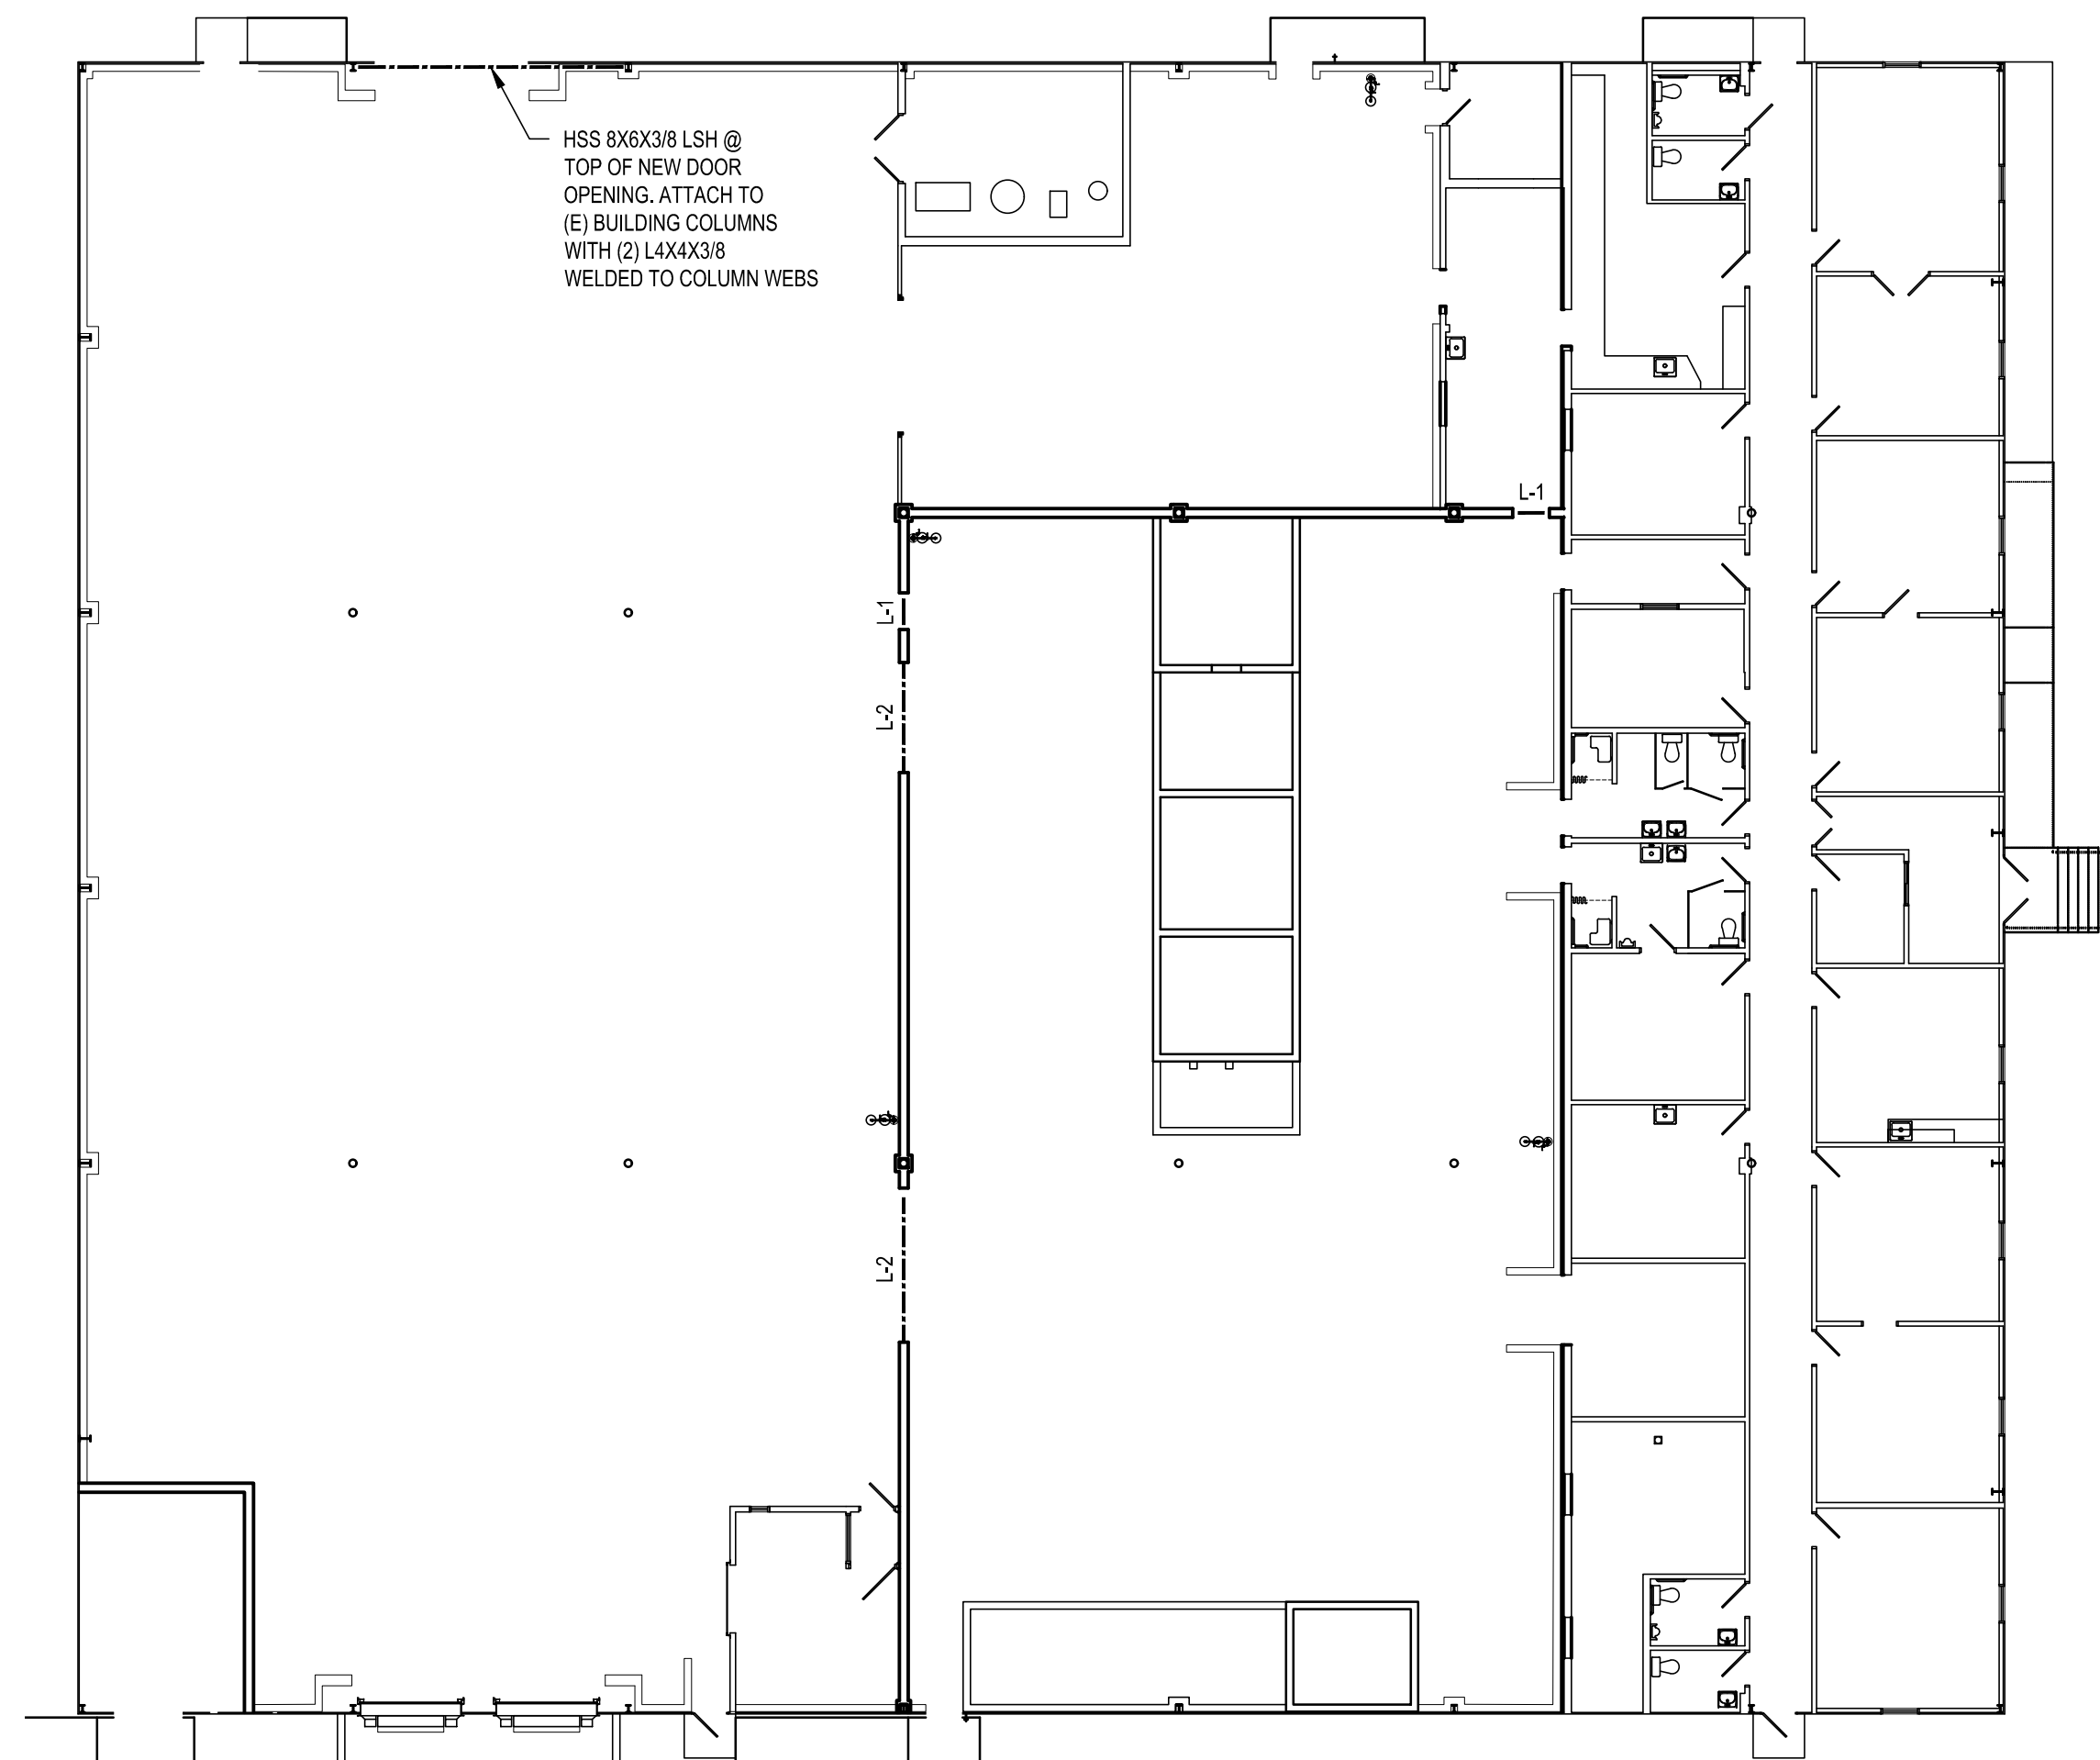 HSS 8X6X3/8 LSH @
TOP OF NEW DOOR
OPENING. ATTACH TO
(E) BUILDING COLUMNS
WITH (2) L4X4X3/8
WELDED TO COLUMN WEBS
L-1
L-1
L-2
L-2